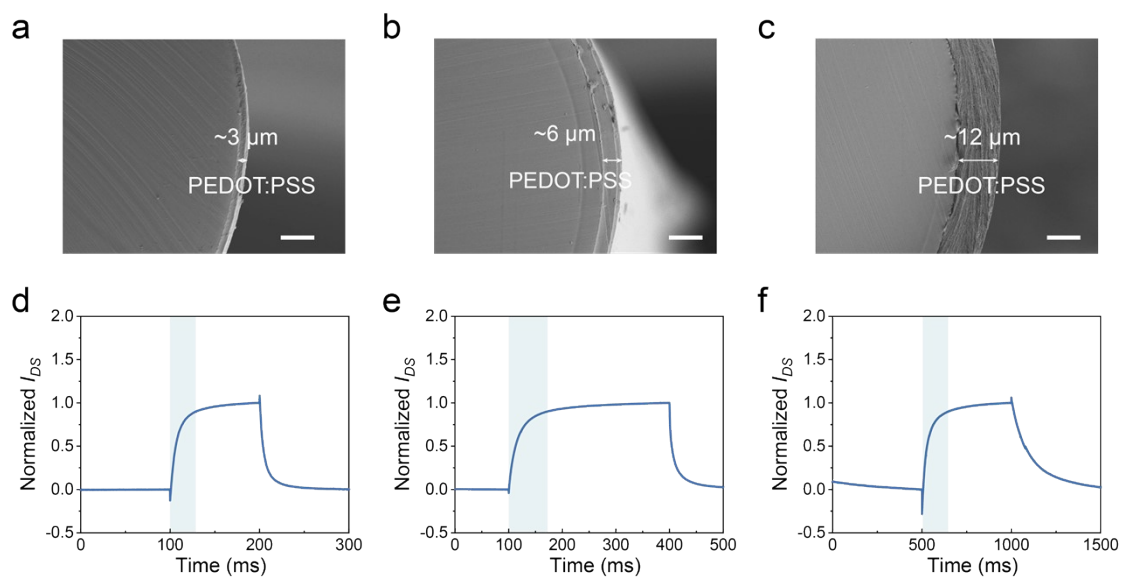 a
b
c
~3 µm
PEDOT:PSS
~6 µm
PEDOT:PSS
~12 µm
PEDOT:PSS
d
2.0
1.5
1.0
0.5
0.0
-0.5
Normalized IDS
0 100 200 300
Time (ms)
e
2.0
1.5
1.0
0.5
0.0
-0.5
Normalized IDS
0 100 200 300 400 500
Time (ms)
f
2.0
1.5
1.0
0.5
0.0
-0.5
Normalized IDS
0 500 1000 1500
Time (ms)